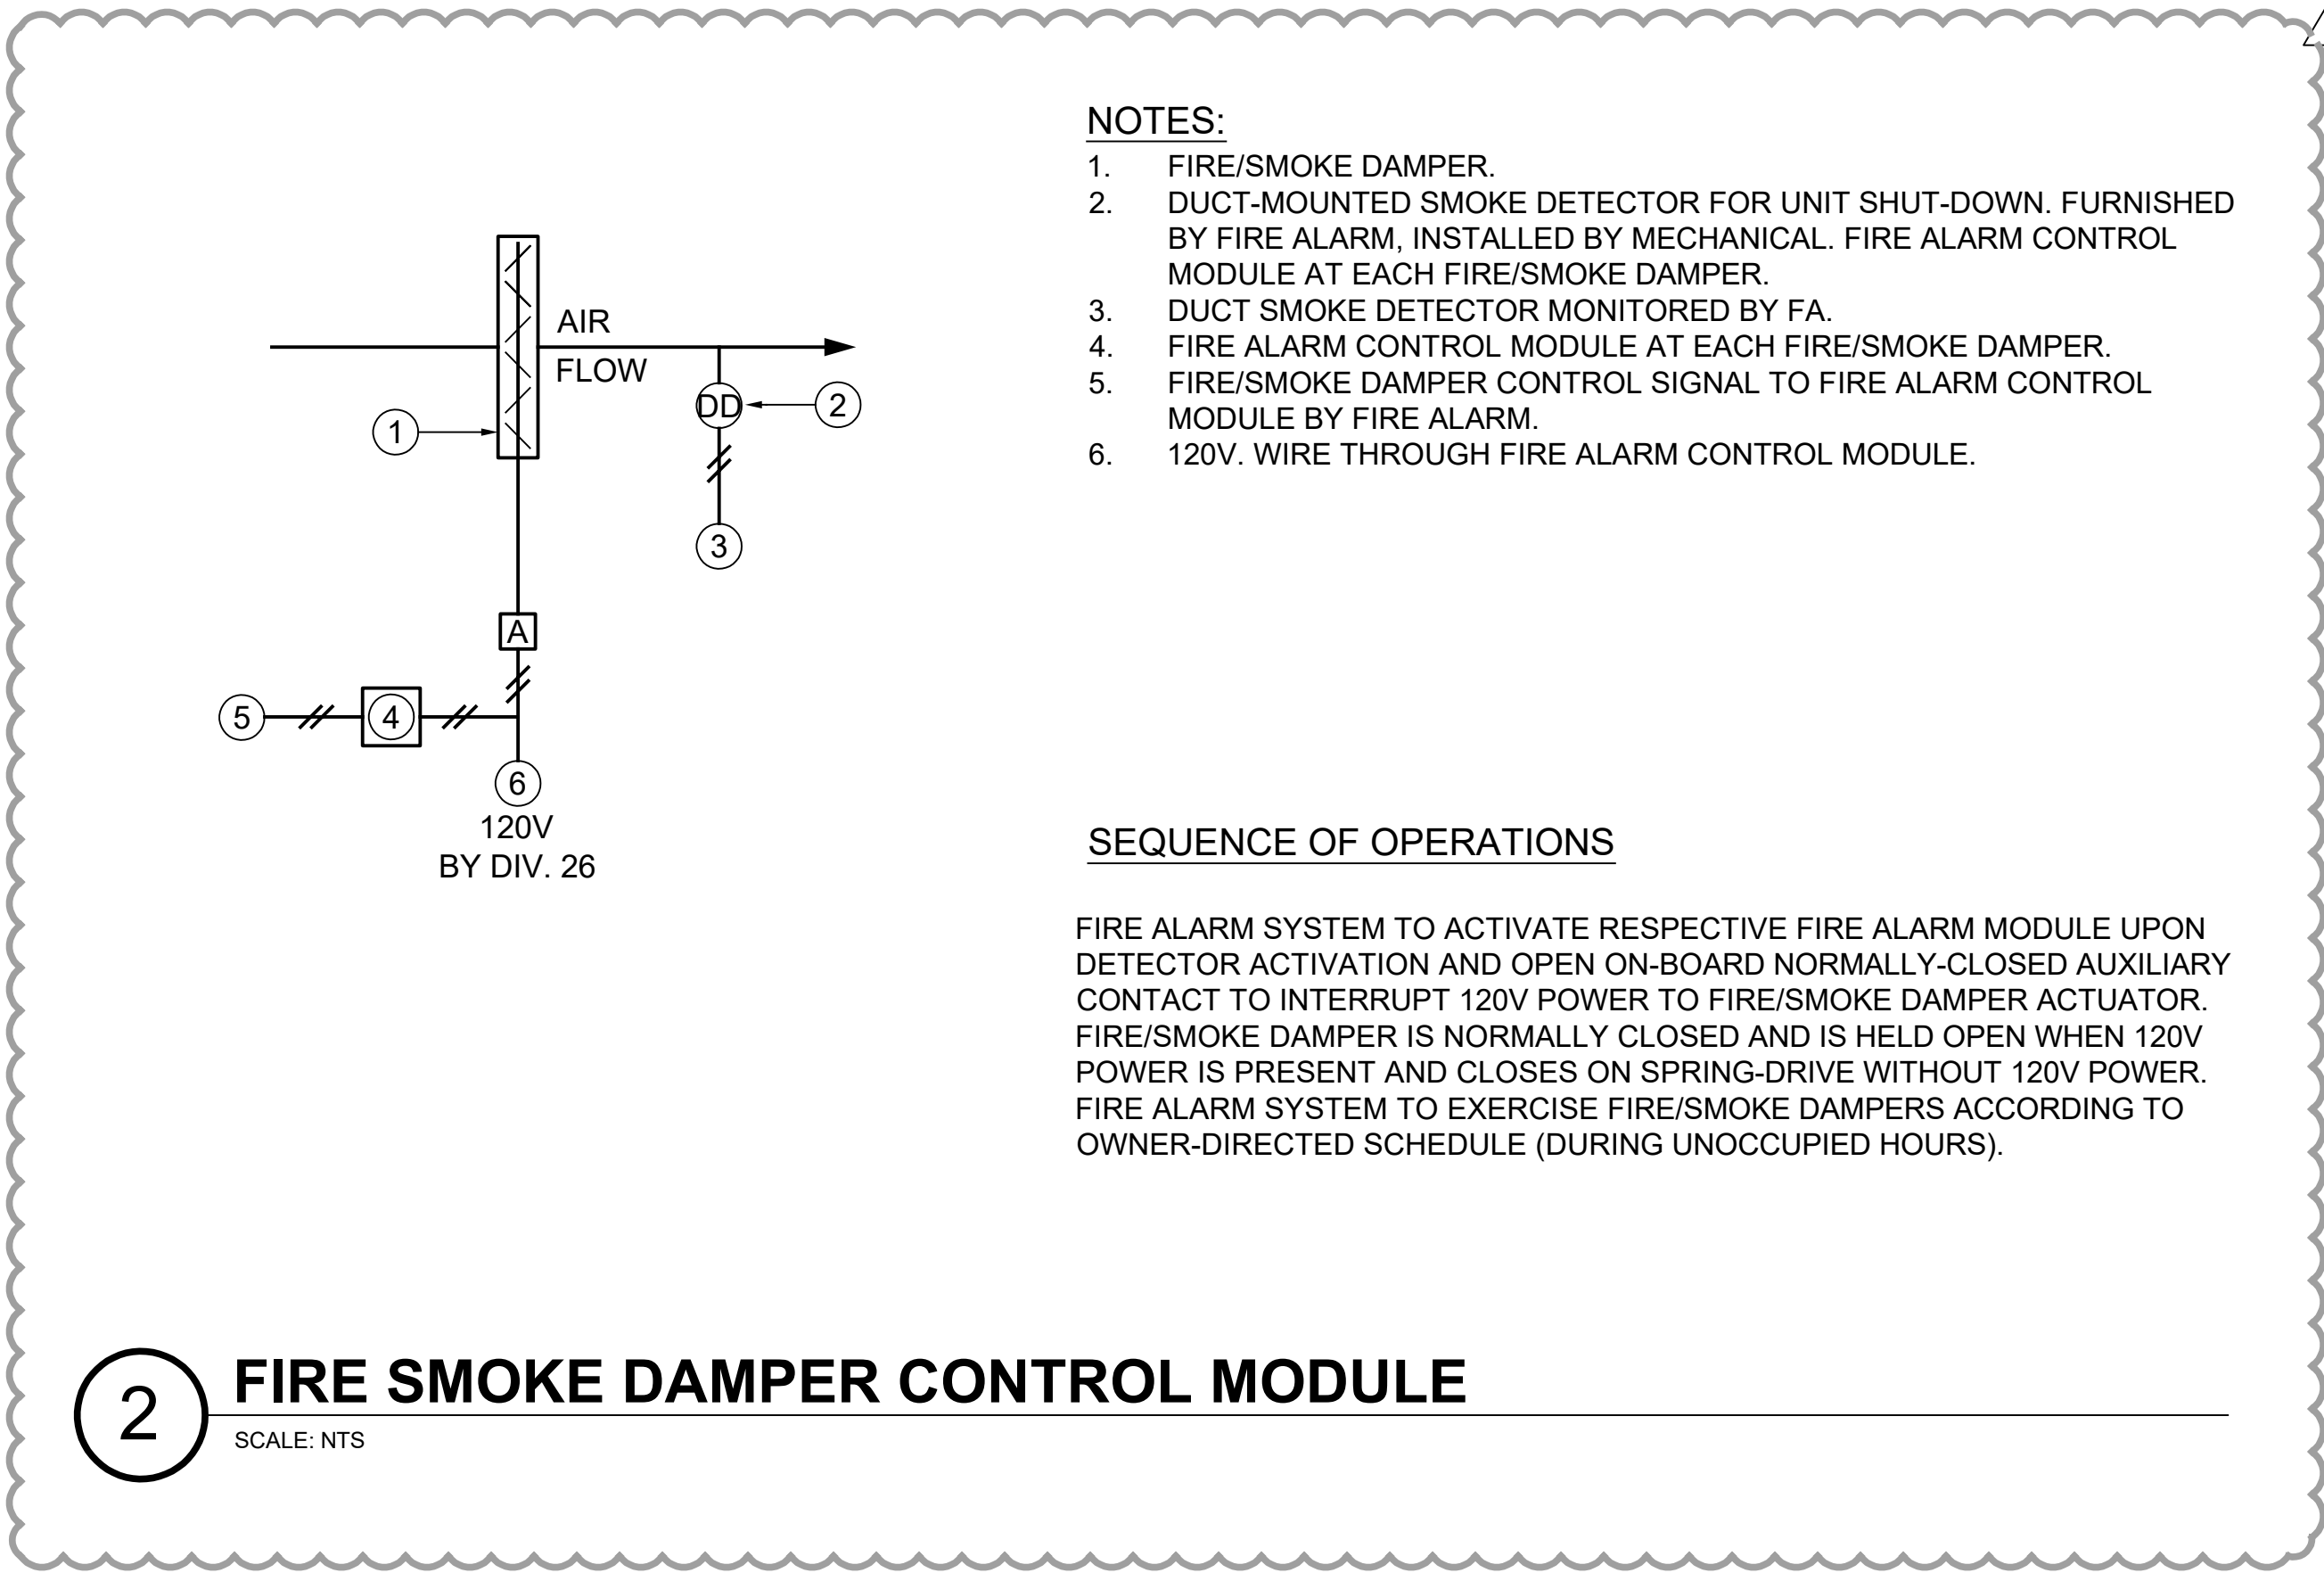 AIR
FLOW
1
DD
2
3
A
5
4
6
120V
BY DIV. 26
NOTES:
1. FIRE/SMOKE DAMPER.
2. DUCT-MOUNTED SMOKE DETECTOR FOR UNIT SHUT-DOWN. FURNISHED
BY FIRE ALARM, INSTALLED BY MECHANICAL. FIRE ALARM CONTROL
MODULE AT EACH FIRE/SMOKE DAMPER.
3. DUCT SMOKE DETECTOR MONITORED BY FA.
4. FIRE ALARM CONTROL MODULE AT EACH FIRE/SMOKE DAMPER.
5. FIRE/SMOKE DAMPER CONTROL SIGNAL TO FIRE ALARM CONTROL
MODULE BY FIRE ALARM.
6. 120V. WIRE THROUGH FIRE ALARM CONTROL MODULE.
SEQUENCE OF OPERATIONS
FIRE ALARM SYSTEM TO ACTIVATE RESPECTIVE FIRE ALARM MODULE UPON
DETECTOR ACTIVATION AND OPEN ON-BOARD NORMALLY-CLOSED AUXILIARY
CONTACT TO INTERRUPT 120V POWER TO FIRE/SMOKE DAMPER ACTUATOR.
FIRE/SMOKE DAMPER IS NORMALLY CLOSED AND IS HELD OPEN WHEN 120V
POWER IS PRESENT AND CLOSES ON SPRING-DRIVE WITHOUT 120V POWER.
FIRE ALARM SYSTEM TO EXERCISE FIRE/SMOKE DAMPERS ACCORDING TO
OWNER-DIRECTED SCHEDULE (DURING UNOCCUPIED HOURS).
2
FIRE SMOKE DAMPER CONTROL MODULE
SCALE: NTS